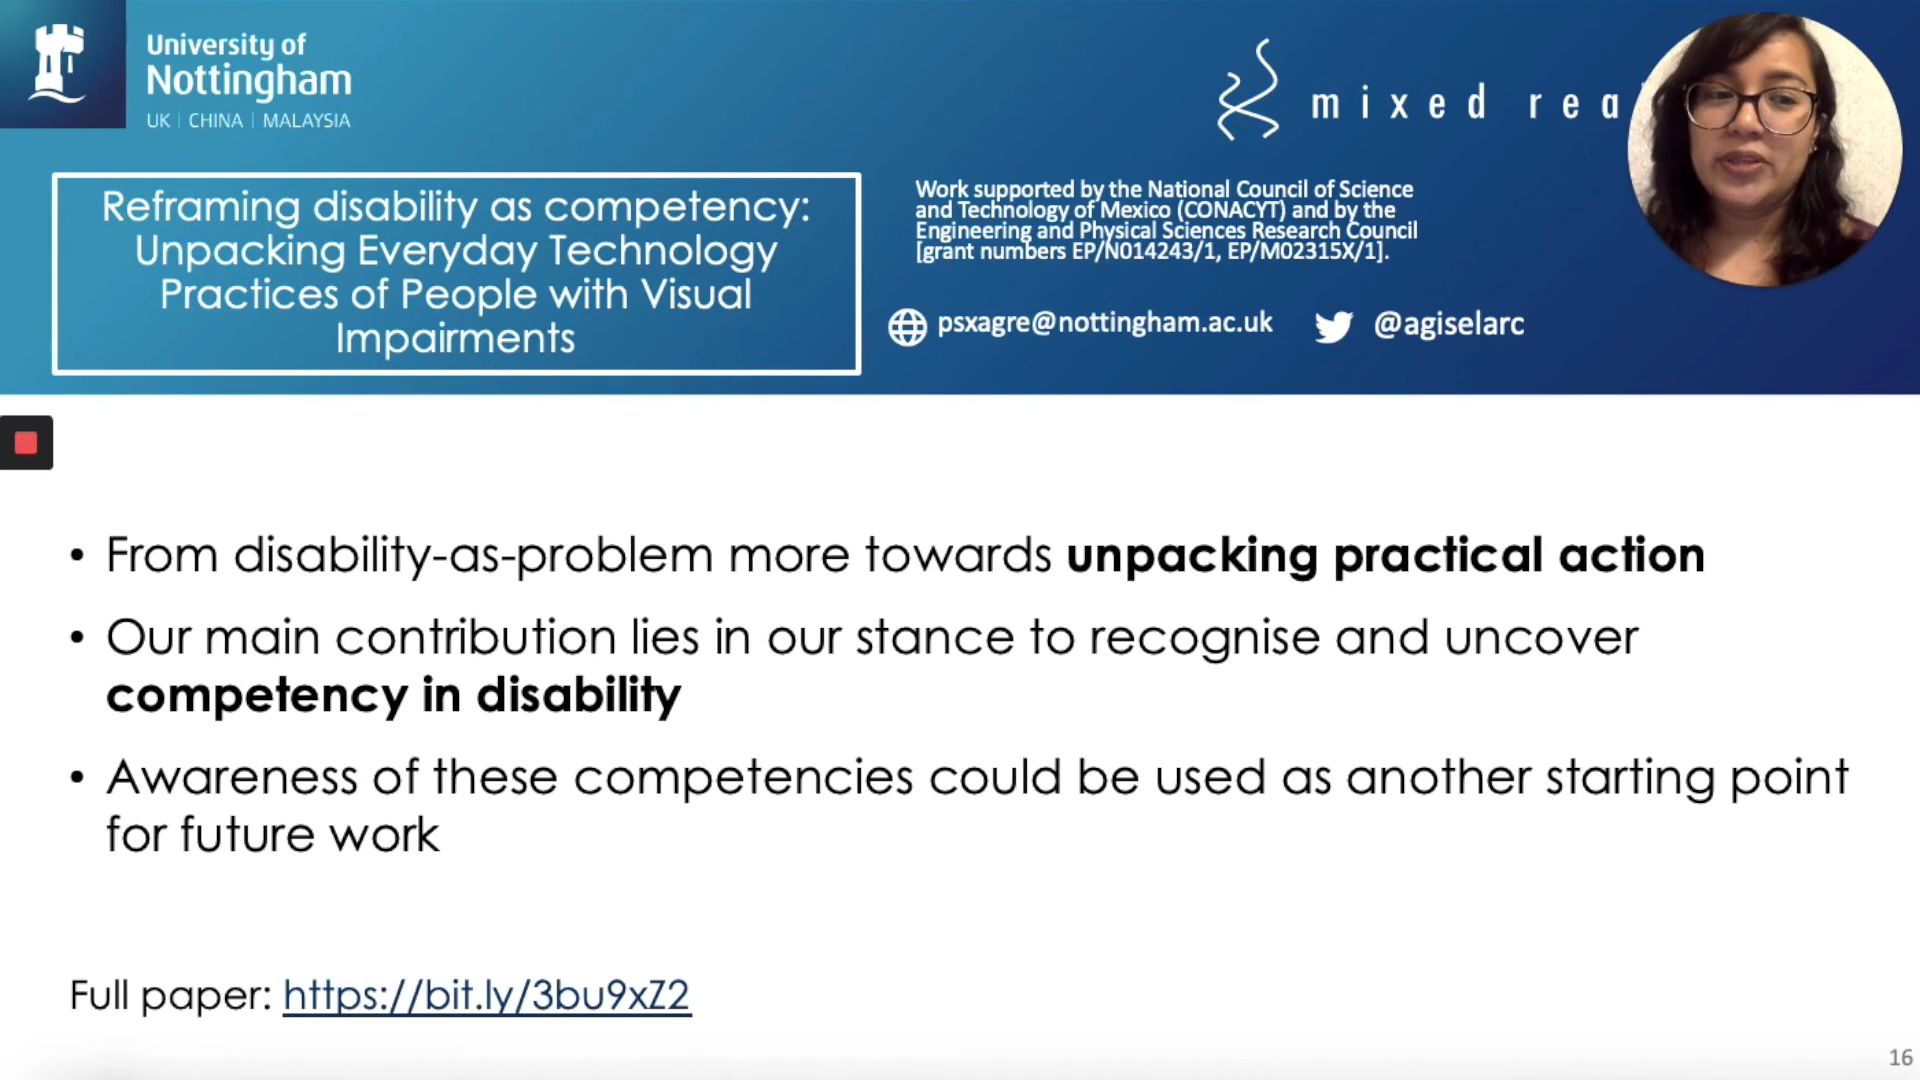 University of
Nottingham
UK | CHINA | MALAYSIA
mixed rea
Reframing disability as competency:
Unpacking Everyday Technology
Practices of People with Visual
Impairments
Work supported by the National Council of Science
and Technology of Mexico (CONACYT) and by the
Engineering and Physical Sciences Research Council
[grant numbers EP/N014243/1, EP/M02315X/1].
psxagre@nottingham.ac.uk
@agiselarc
• From disability-as-problem more towards unpacking practical action
• Our main contribution lies in our stance to recognise and uncover
competency in disability
• Awareness of these competencies could be used as another starting point
for future work
Full paper: https://bit.ly/3bu9xZ2
16